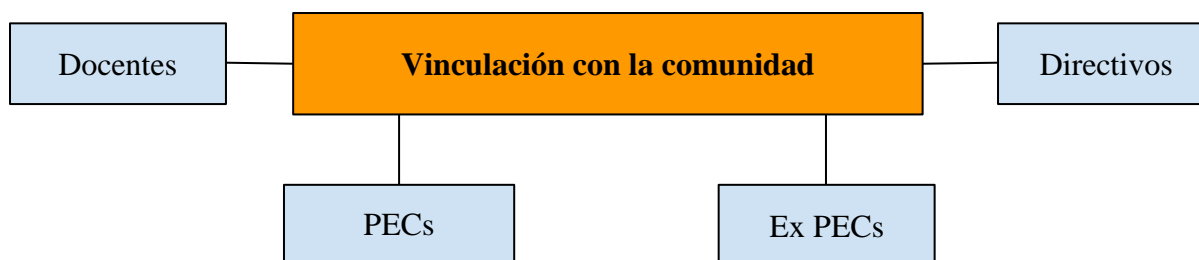 Docentes
Vinculación con la comunidad
Directivos
PECs
Ex PECs